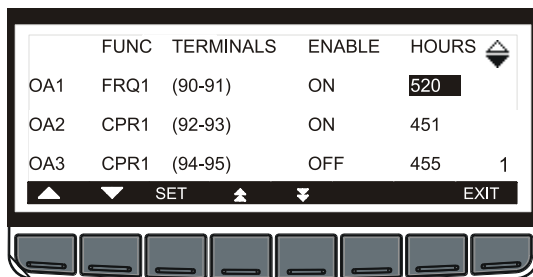 FUNC TERMINALS ENABLE HOURS
OA1 FRQ1 (90-91) ON 520
OA2 CPR1 (92-93) ON 451
OA3 CPR1 (94-95) OFF 455 1
SET EXIT